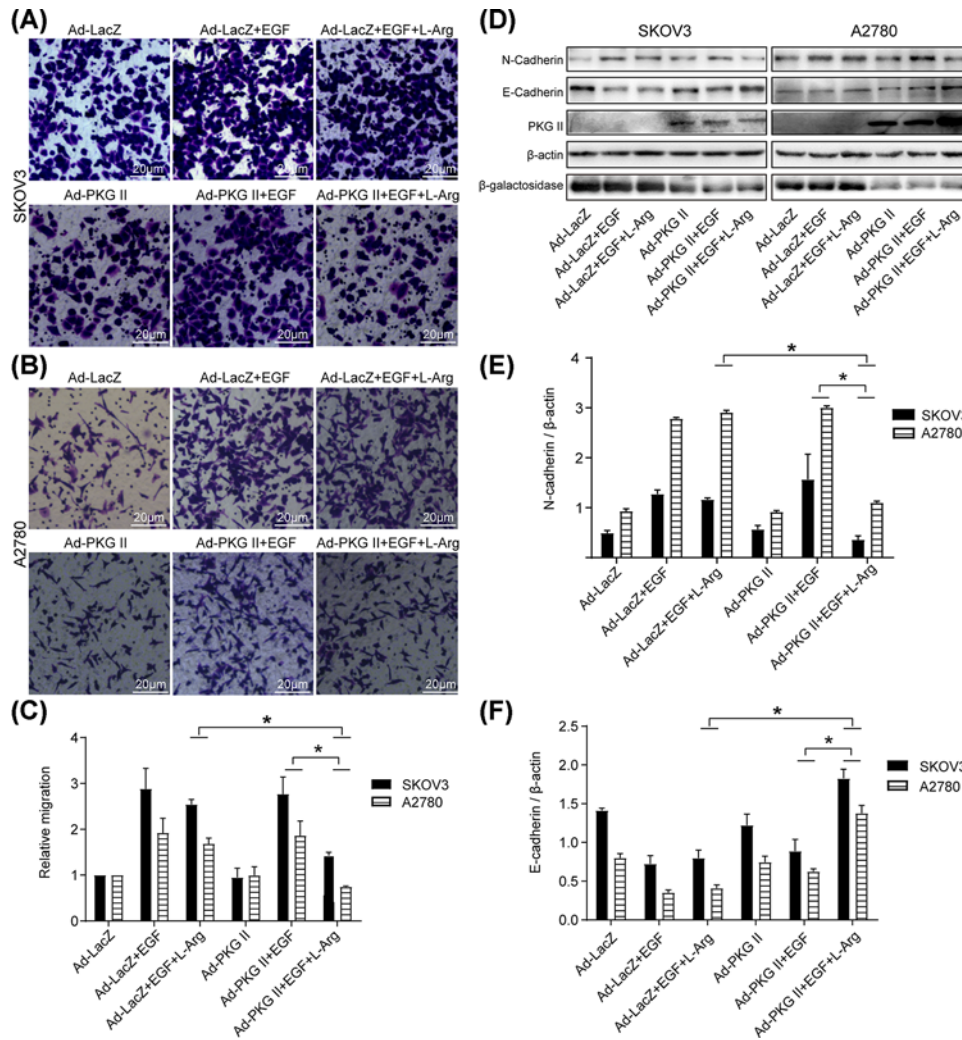 (A)
Ad-LacZ Ad-LacZ+EGF Ad-LacZ+EGF+L-Arg
20μm 20μm 20μm
SKOV3
Ad-PKG II Ad-PKG II+EGF Ad-PKG II+EGF+L-Arg
20μm 20μm 20μm
(B)
Ad-LacZ Ad-LacZ+EGF Ad-LacZ+EGF+L-Arg
20μm 20μm 20μm
A2780
Ad-PKG II Ad-PKG II+EGF Ad-PKG II+EGF+L-Arg
20μm 20μm 20μm
(C)
Relative migration
4
3
2
1
0
* *
SKOV3
A2780
Ad-LacZ
Ad-LacZ+EGF
Ad-LacZ+EGF+L-Arg
Ad-PKG II
Ad-PKG II+EGF
Ad-PKG II+EGF+L-Arg
(D)
SKOV3 A2780
N-Cadherin
E-Cadherin
PKG II
β-actin
β-galactosidase
Ad-LacZ
Ad-LacZ+EGF
Ad-LacZ+EGF+L-Arg
Ad-PKG II
Ad-PKG II+EGF
Ad-PKG II+EGF+L-Arg
Ad-LacZ
Ad-LacZ+EGF
Ad-LacZ+EGF+L-Arg
Ad-PKG II
Ad-PKG II+EGF
Ad-PKG II+EGF+L-Arg
(E)
N-cadherin / β-actin
4
3
2
1
* *
SKOV3
A2780
Ad-LacZ
Ad-LacZ+EGF
Ad-LacZ+EGF+L-Arg
Ad-PKG II
Ad-PKG II+EGF
Ad-PKG II+EGF+L-Arg
(F)
E-cadherin / β-actin
2.5
2.0
1.5
1.0
0.5
0.0
* *
SKOV3
A2780
Ad-LacZ
Ad-LacZ+EGF
Ad-LacZ+EGF+L-Arg
Ad-PKG II
Ad-PKG II+EGF
Ad-PKG II+EGF+L-Arg